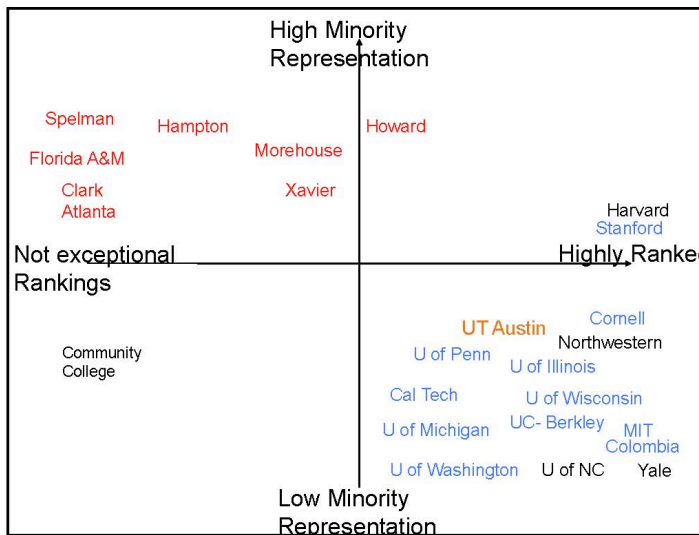 High Minority
Representation
Spelman
Hampton
Howard
Morehouse
Florida A&M
Clark
Atlanta
Xavier
Harvard
Stanford
Not exceptional
Rankings
Highly Ranked
Cornell
UT Austin
Northwestern
Community
College
U of Penn
U of Illinois
Cal Tech
U of Wisconsin
UC- Berkley
U of Michigan
MIT
Colombia
U of Washington
U of NC
Yale
Low Minority
Representation